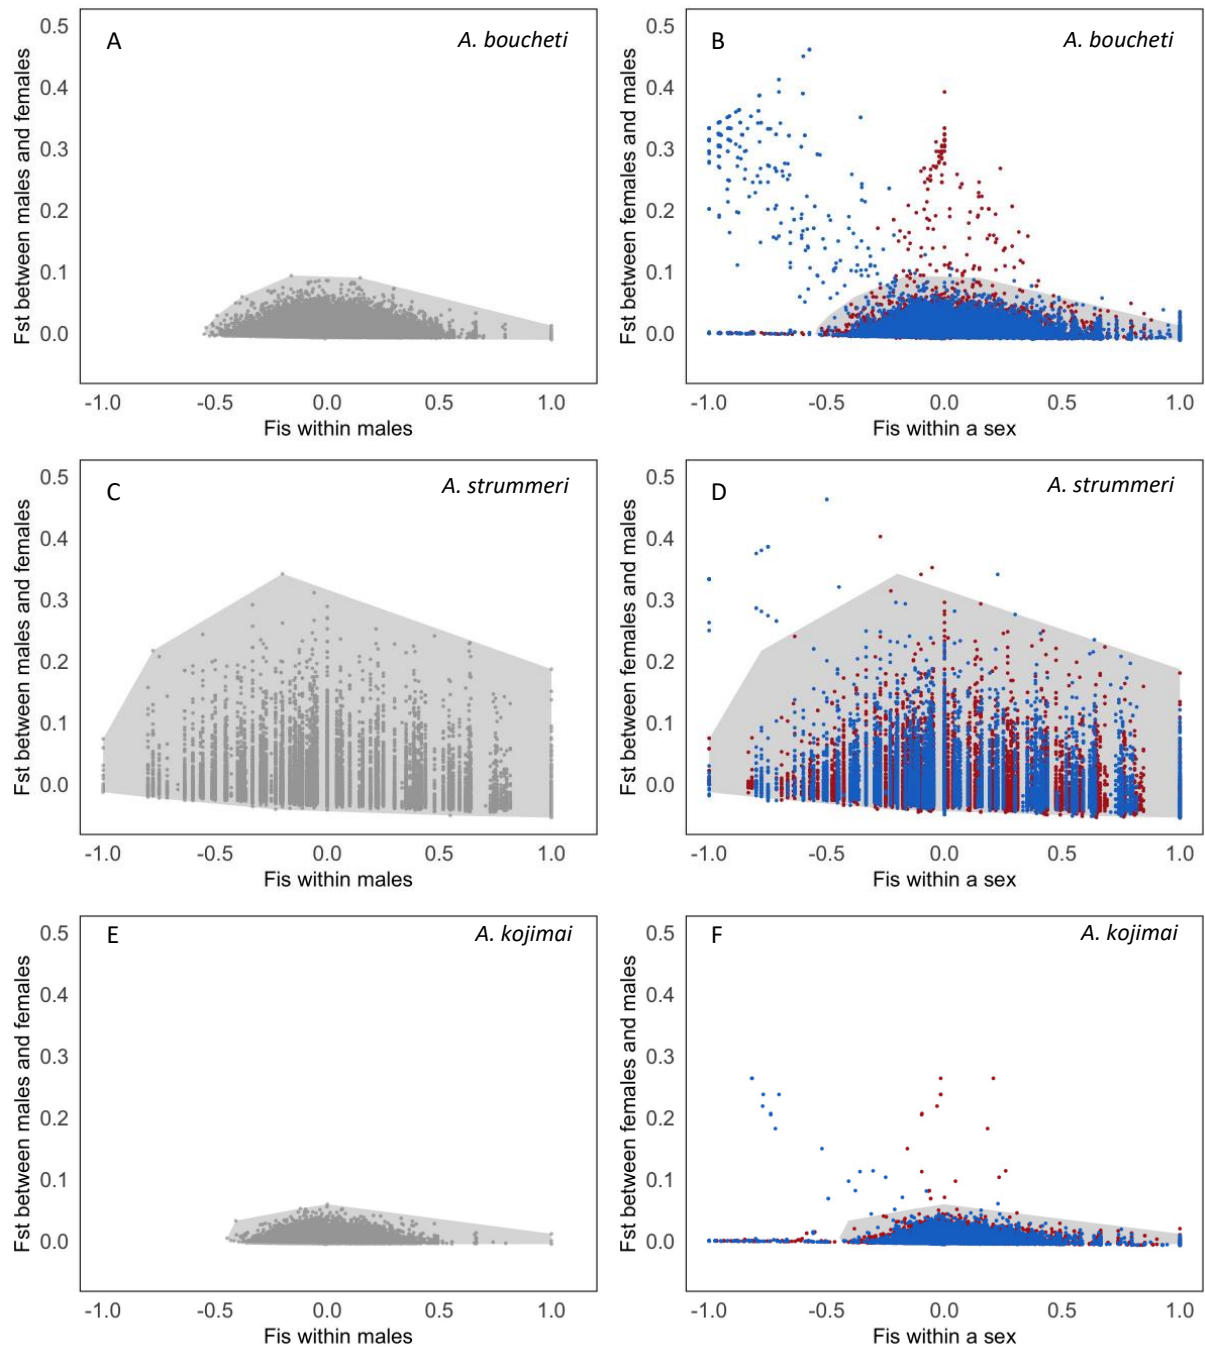 A
A. boucheti
Fst between males and females
0.5
0.4
0.3
0.2
0.1
0.0
-1.0 -0.5 0.0 0.5 1.0
Fis within males
B
A. boucheti
Fst between females and males
0.5
0.4
0.3
0.2
0.1
0.0
-1.0 -0.5 0.0 0.5 1.0
Fis within a sex
C
A. strummeri
Fst between males and females
0.5
0.4
0.3
0.2
0.1
0.0
-1.0 -0.5 0.0 0.5 1.0
Fis within males
D
A. strummeri
Fst between females and males
0.5
0.4
0.3
0.2
0.1
0.0
-1.0 -0.5 0.0 0.5 1.0
Fis within a sex
E
A. kojimai
Fst between males and females
0.5
0.4
0.3
0.2
0.1
0.0
-1.0 -0.5 0.0 0.5 1.0
Fis within males
F
A. kojimai
Fst between females and males
0.5
0.4
0.3
0.2
0.1
0.0
-1.0 -0.5 0.0 0.5 1.0
Fis within a sex